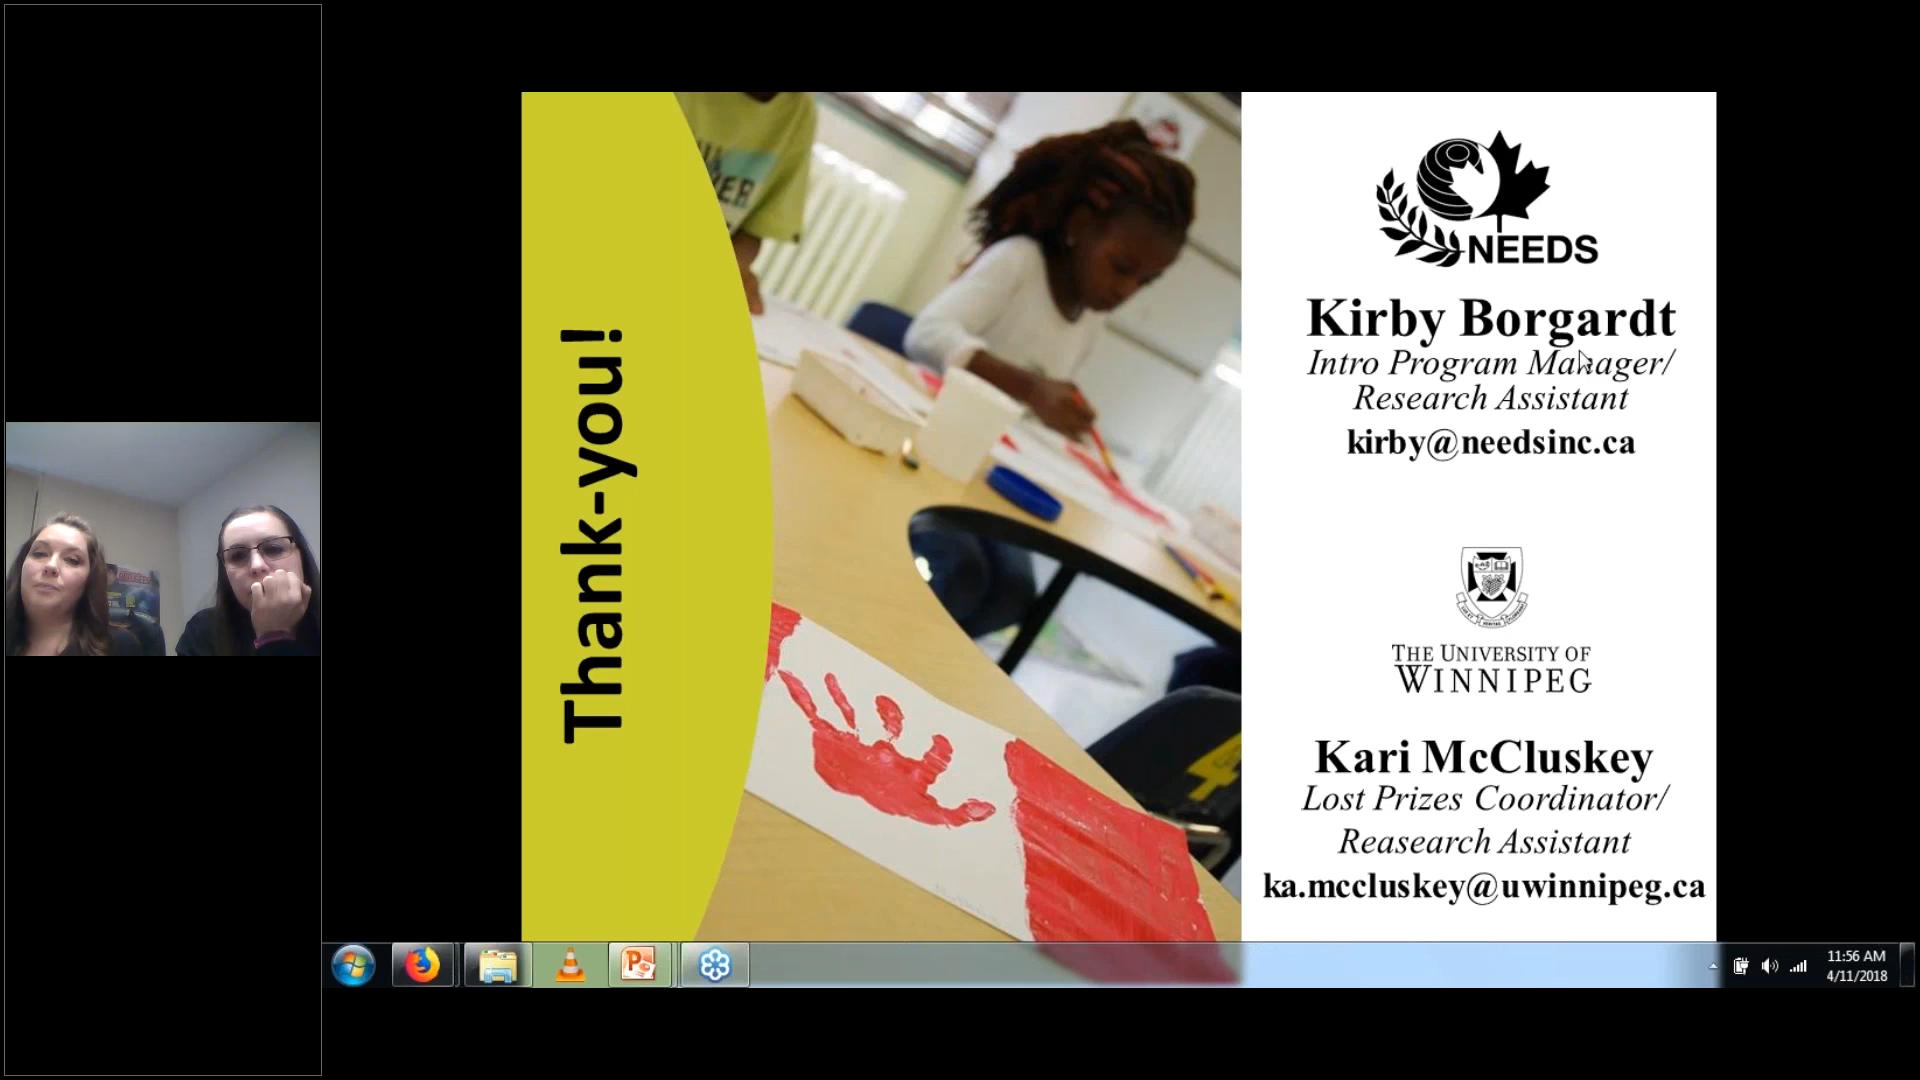 Thank-you!
NEEDS
Kirby Borgardt
Intro Program Manager/
Research Assistant
kirby@needsinc.ca
THE UNIVERSITY OF
WINNIPEG
Kari McCluskey
Lost Prizes Coordinator/
Reasearch Assistant
ka.mccluskey@uwinnipeg.ca
11:56 AM
4/11/2018